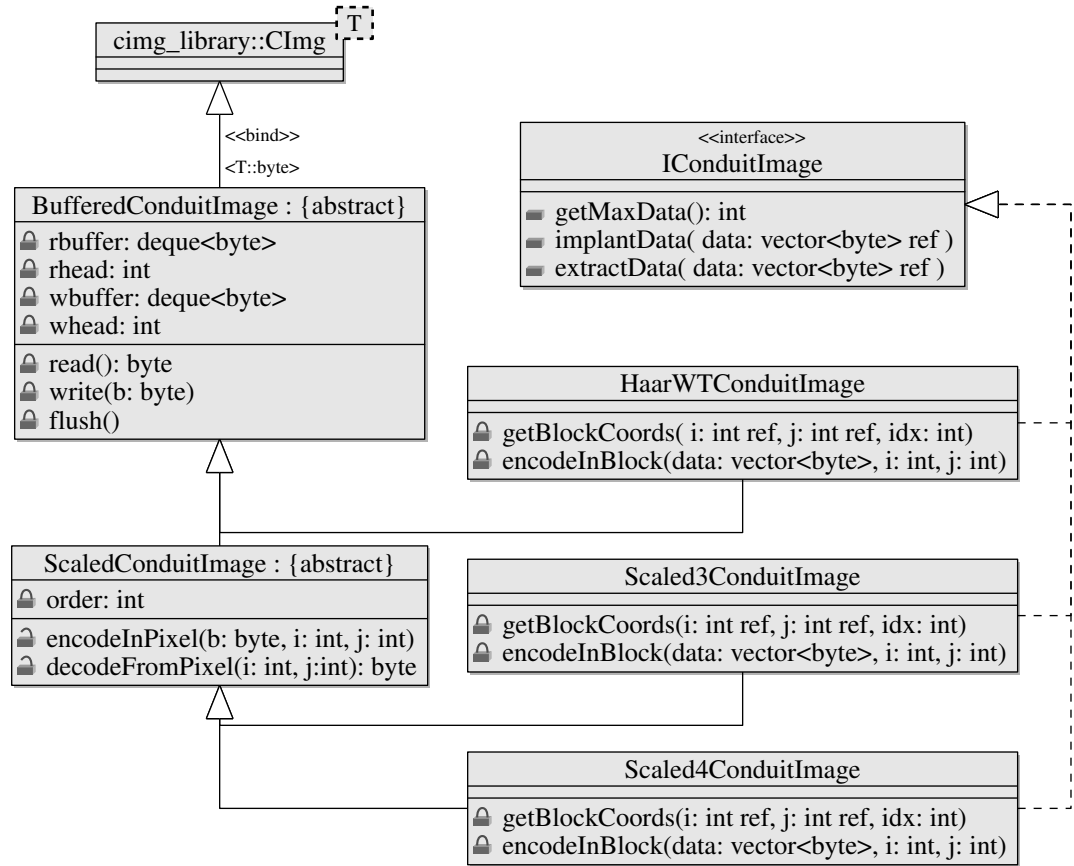 T
cimg_library::CImg
<<bind>>
<T::byte>
<<interface>>
IConduitImage
getMaxData(): int
implantData( data: vector<byte> ref )
extractData( data: vector<byte> ref )
BufferedConduitImage : {abstract}
rbuffer: deque<byte>
rhead: int
wbuffer: deque<byte>
whead: int
read(): byte
write(b: byte)
flush()
HaarWTConduitImage
getBlockCoords( i: int ref, j: int ref, idx: int)
encodeInBlock(data: vector<byte>, i: int, j: int)
ScaledConduitImage : {abstract}
order: int
encodeInPixel(b: byte, i: int, j: int)
decodeFromPixel(i: int, j:int): byte
Scaled3ConduitImage
getBlockCoords(i: int ref, j: int ref, idx: int)
encodeInBlock(data: vector<byte>, i: int, j: int)
Scaled4ConduitImage
getBlockCoords(i: int ref, j: int ref, idx: int)
encodeInBlock(data: vector<byte>, i: int, j: int)